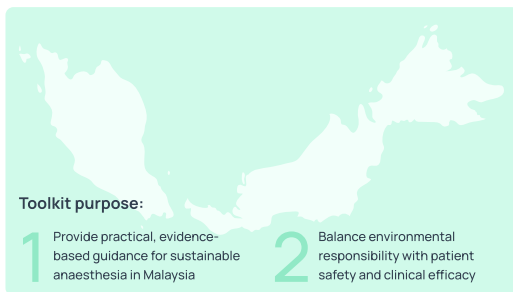 Toolkit purpose:
1
Provide practical, evidence-
based guidance for sustainable
anaesthesia in Malaysia
2
Balance environmental
responsibility with patient
safety and clinical efficacy